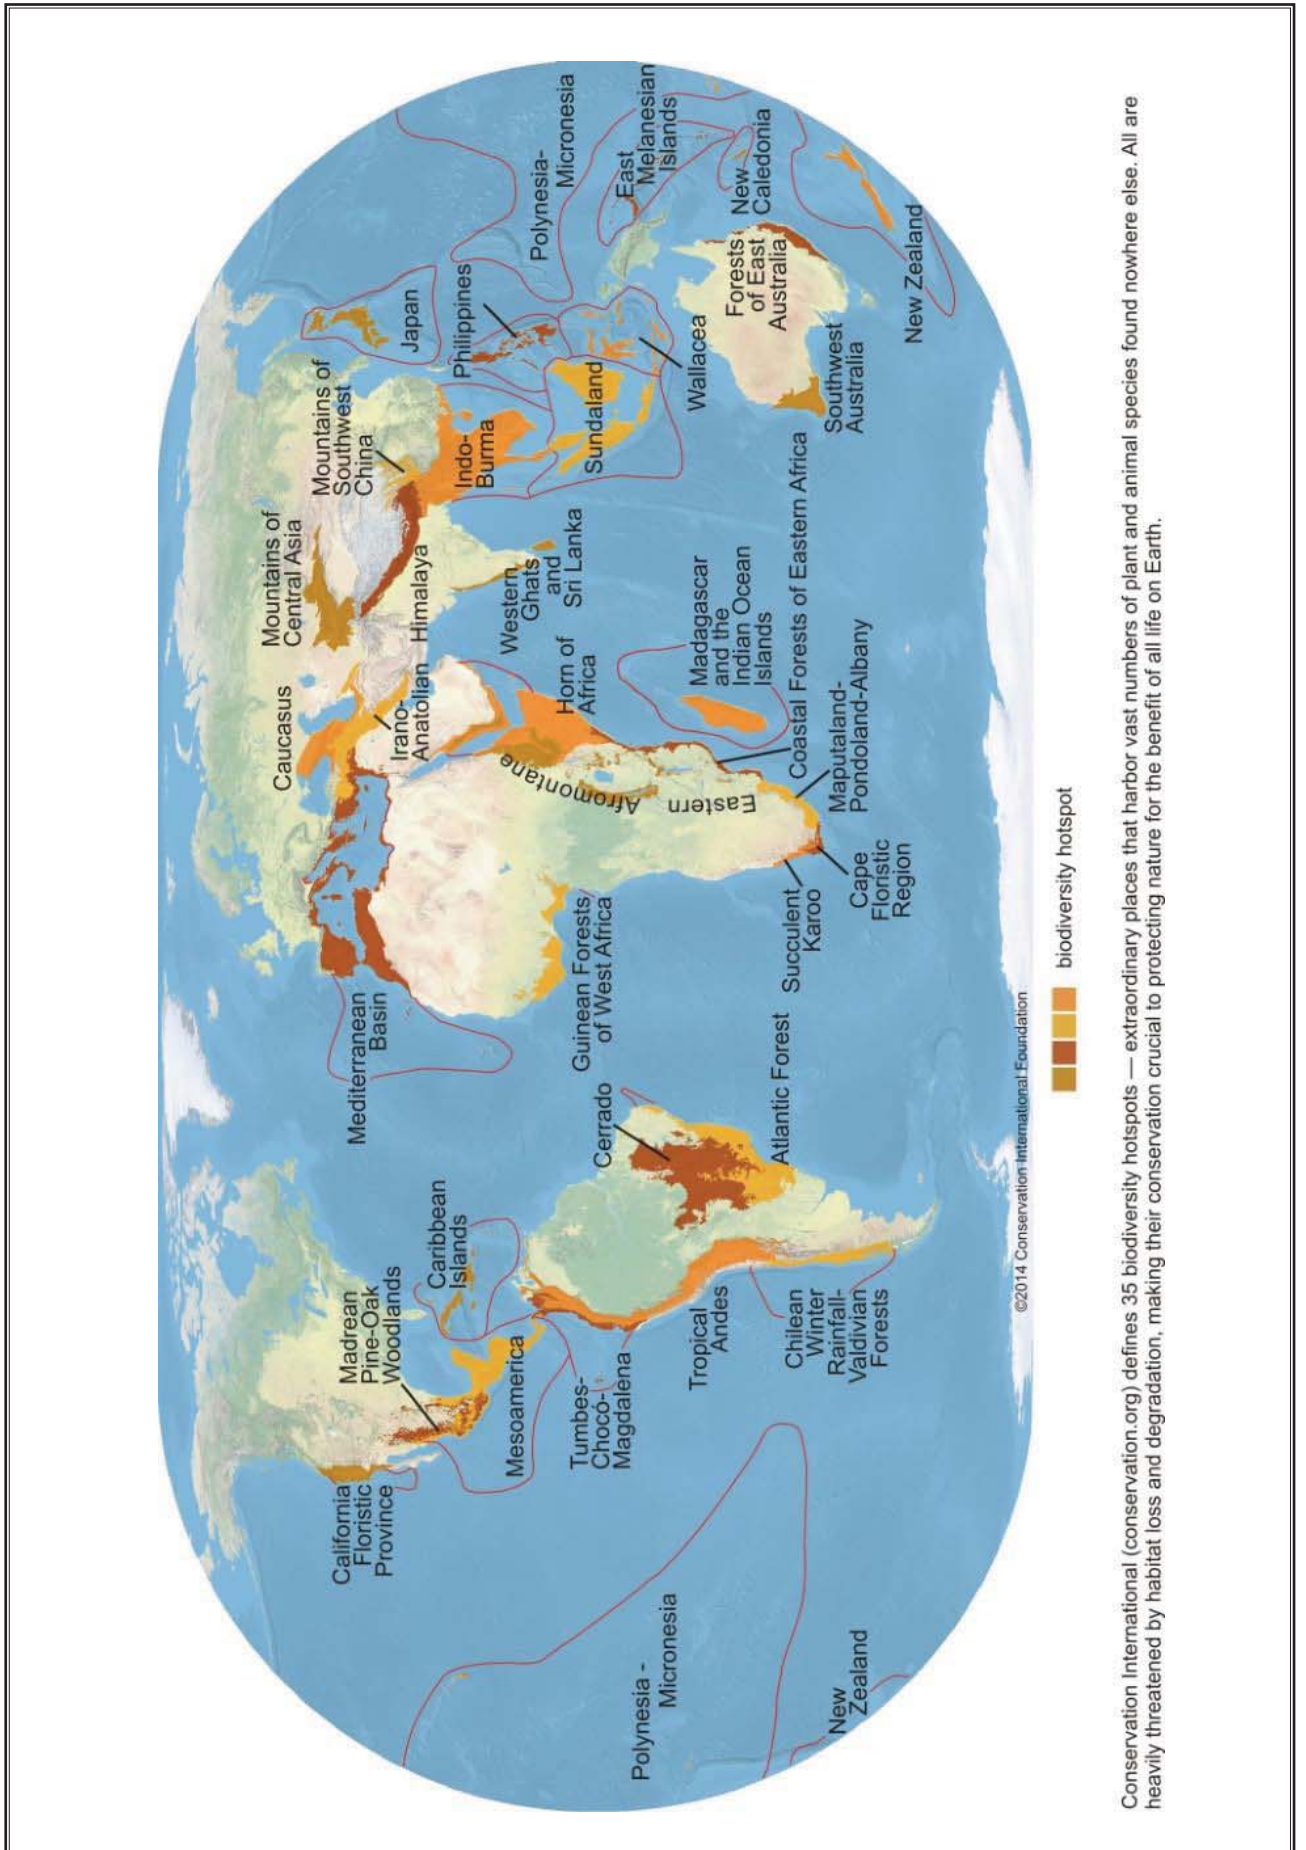 California
Floristic
Province
Madrean
Pine-Oak
Woodlands
Caribbean
Islands
Mesoamerica
Tumbes-
Chocó-
Magdalena
Tropical
Andes
Chilean
Winter
Rainfall-
Valdivian
Forests
Cerrado
Atlantic Forest
Polynesia -
Micronesia
New
Zealand
Mediterranean
Basin
Caucasus
Irano-
Anatolian
Mountains of
Central Asia
Mountains of
Southwest
China
Himalaya
Japan
Philippines
Polynesia-
Micronesia
Indo-
Burma
Western
Ghats
and
Sri Lanka
Horn of
Africa
Guinean Forests
of West Africa
Eastern Afromontane
Sundaland
Wallacea
East
Melanesian
Islands
New
Caledonia
Forests
of East
Australia
Southwest
Australia
New Zealand
Madagascar
and the
Indian Ocean
Islands
Coastal Forests of Eastern Africa
Maputaland-
Pondoland-Albany
Cape
Floristic
Region
Succulent
Karoo
©2014 Conservation International Foundation
biodiversity hotspot
Conservation International (conservation.org) defines 35 biodiversity hotspots — extraordinary places that harbor vast numbers of plant and animal species found nowhere else. All are
heavily threatened by habitat loss and degradation, making their conservation crucial to protecting nature for the benefit of all life on Earth.